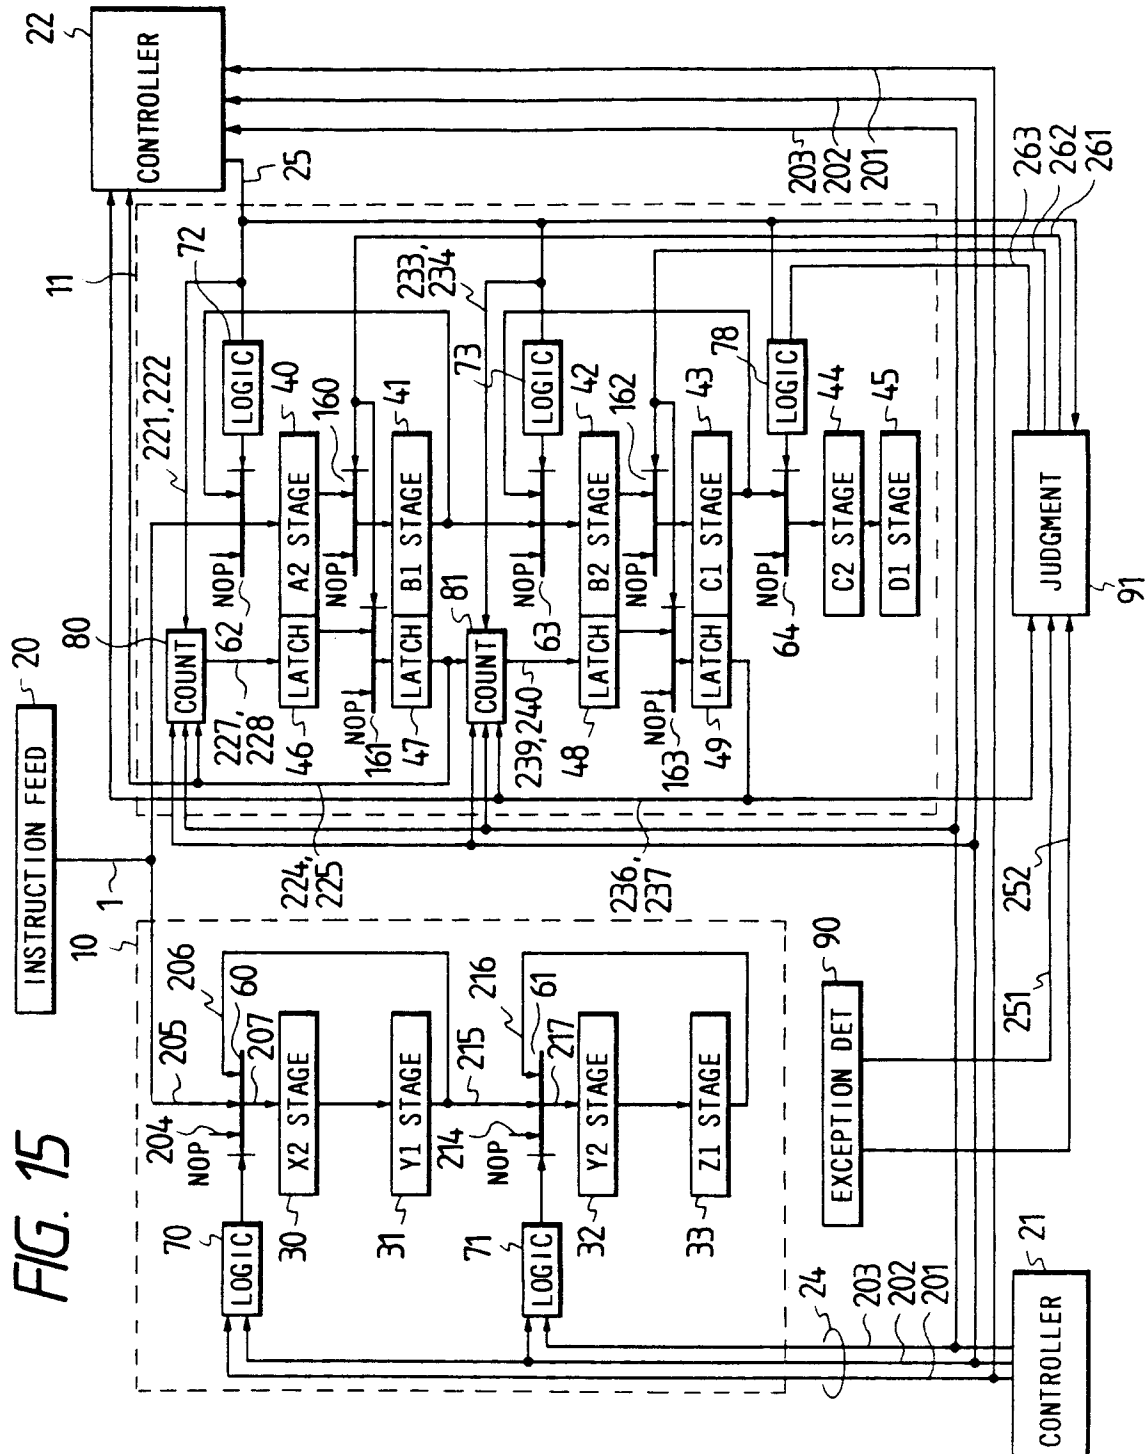 FIG. 15
INSTRUCTION FEED
20
1
10
205
206
204
NOP
60
207
70
LOGIC
30
X2 STAGE
31
Y1 STAGE
215
216
214
NOP
61
217
71
LOGIC
32
Y2 STAGE
33
Z1 STAGE
24
203
202
201
21
CONTROLLER
90
EXCEPTION DET
251
252
22
CONTROLLER
25
11
221, 222
72
80
COUNT
LOGIC
NOP
62
227, 228
40
46
LATCH
A2 STAGE
160
NOP
NOP
161
41
47
LATCH
B1 STAGE
224, 225
233, 234
73
81
COUNT
LOGIC
NOP
63
239, 240
42
48
LATCH
B2 STAGE
162
NOP
NOP
163
43
49
LATCH
C1 STAGE
236, 237
78
LOGIC
NOP
64
44
C2 STAGE
45
D1 STAGE
203
202
201
263
262
261
JUDGMENT
91